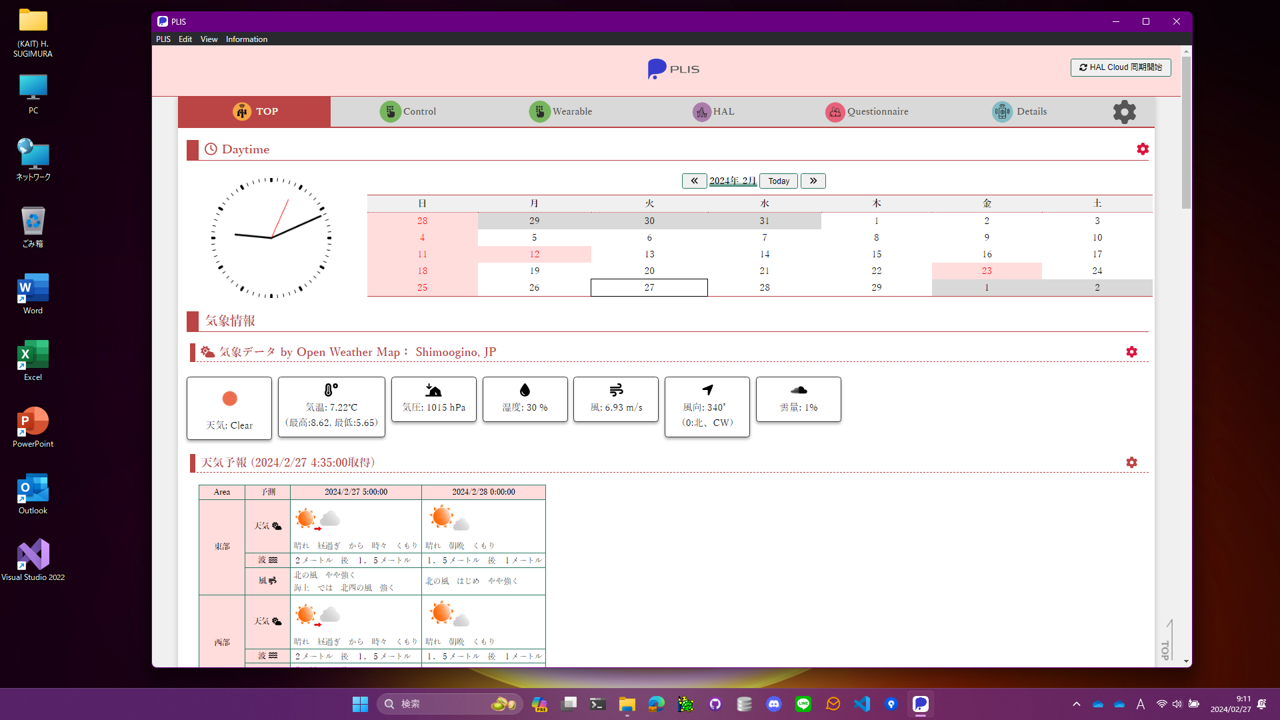 (KAIT) H.
SUGIMURA
PC
ネットワーク
ごみ箱
Word
Excel
PowerPoint
Outlook
Visual Studio 2022
PLIS
PLIS Edit View Information
PLIS
HAL Cloud 同期開始
TOP Control Wearable HAL Questionnaire Details
Daytime
2024年 2月 Today
日 月 火 水 木 金 土
28 29 30 31 1 2 3
4 5 6 7 8 9 10
11 12 13 14 15 16 17
18 19 20 21 22 23 24
25 26 27 28 29 1 2
気象情報
気象データ by Open Weather Map： Shimoogino, JP
天気: Clear
気温: 7.22℃
(最高:8.62, 最低:5.65)
気圧: 1015 hPa
湿度: 30 %
風: 6.93 m/s
風向: 340°
(0:北、CW)
雲量: 1%
天気予報 (2024/2/27 4:35:00取得)
Area 予測 2024/2/27 5:00:00 2024/2/28 0:00:00
東部
天気
晴れ 昼過ぎ から 時々 くもり
晴れ 朝晩 くもり
波 2メートル 後 1．5メートル 1．5メートル 後 1メートル
風
北の風 やや強く
海上 では 北西の風 強く
北の風 はじめ やや強く
西部
天気
晴れ 昼過ぎ から 時々 くもり
晴れ 朝晩 くもり
波 2メートル 後 1．5メートル 1．5メートル 後 1メートル
TOP
検索
A
9:11
2024/02/27